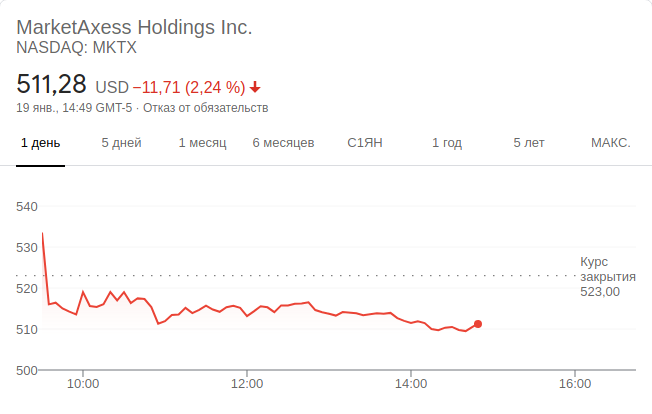 MarketAxess Holdings Inc.
NASDAQ: MKTX
511,28 USD −11,71 (2,24 %)
19 янв., 14:49 GMT-5 · Отказ от обязательств
1 день 5 дней 1 месяц 6 месяцев С1ЯН 1 год 5 лет МАКС.
540
530
Курс
закрытия
523,00
520
510
500
10:00 12:00 14:00 16:00